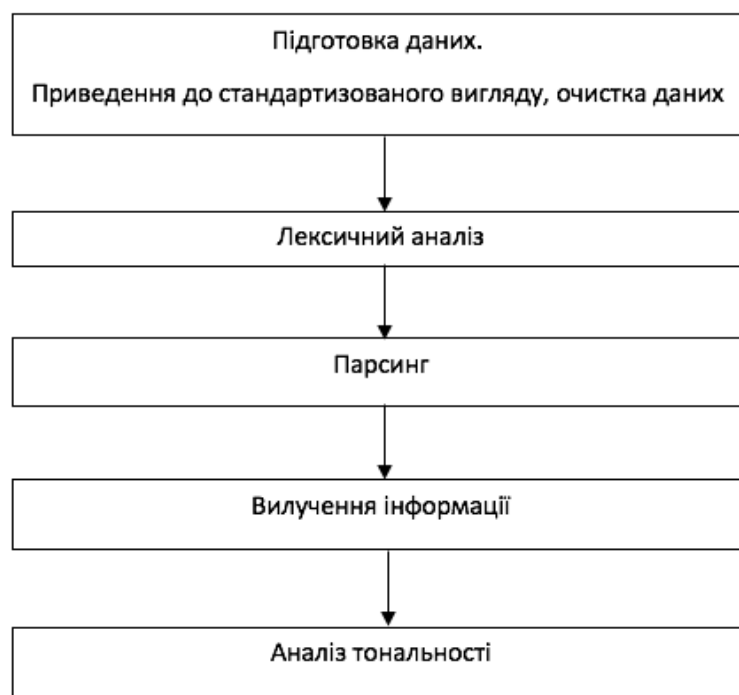 Підготовка даних.
Приведення до стандартизованого вигляду, очистка даних
Лексичний аналіз
Парсинг
Вилучення інформації
Аналіз тональності